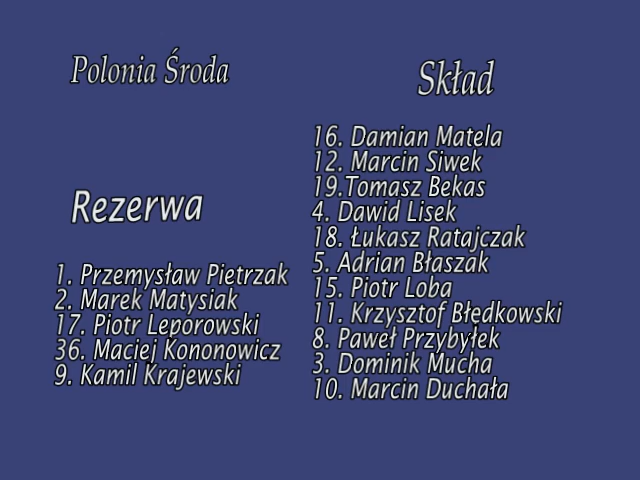 Polonia Środa
Skład
16. Damian Matela
12. Marcin Siwek
19.Tomasz Bekas
4. Dawid Lisek
18. Łukasz Ratajczak
5. Adrian Błaszak
15. Piotr Loba
11. Krzysztof Błędkowski
8. Paweł Przybyłek
3. Dominik Mucha
10. Marcin Duchała
Rezerwa
1. Przemysław Pietrzak
2. Marek Matysiak
17. Piotr Leporowski
36. Maciej Kononowicz
9. Kamil Krajewski